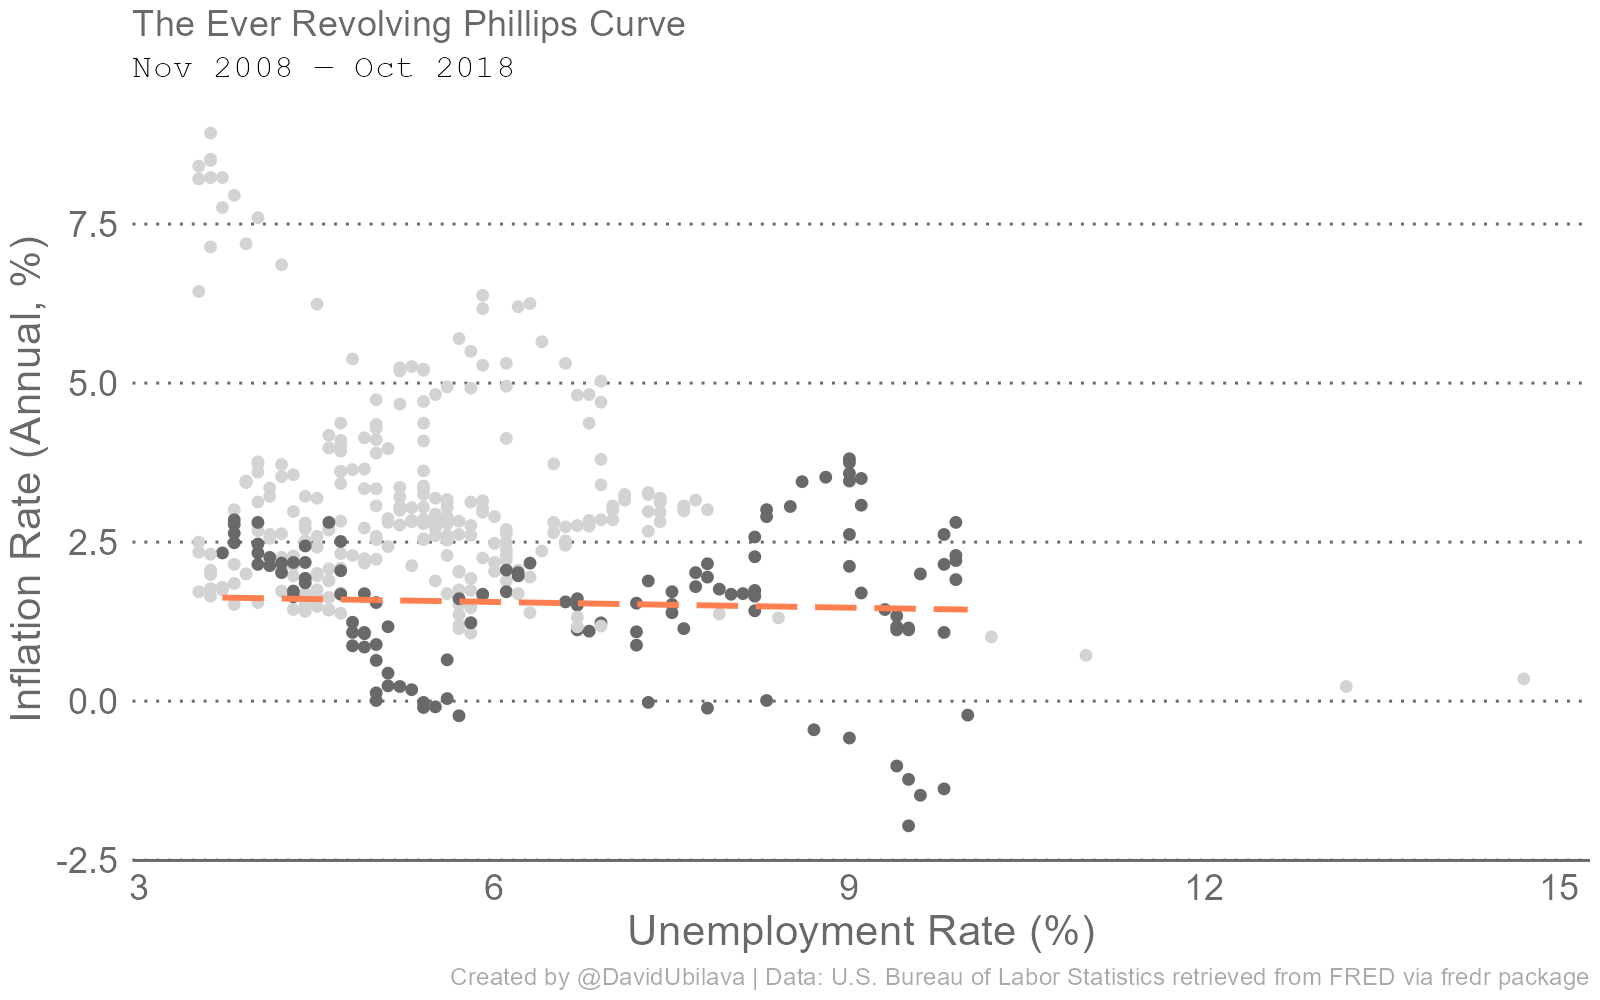 The Ever Revolving Phillips Curve
Nov 2008 — Oct 2018
Inflation Rate (Annual, %)
7.5
5.0
2.5
0.0
-2.5
3 6 9 12 15
Unemployment Rate (%)
Created by @DavidUbilava | Data: U.S. Bureau of Labor Statistics retrieved from FRED via fredr package